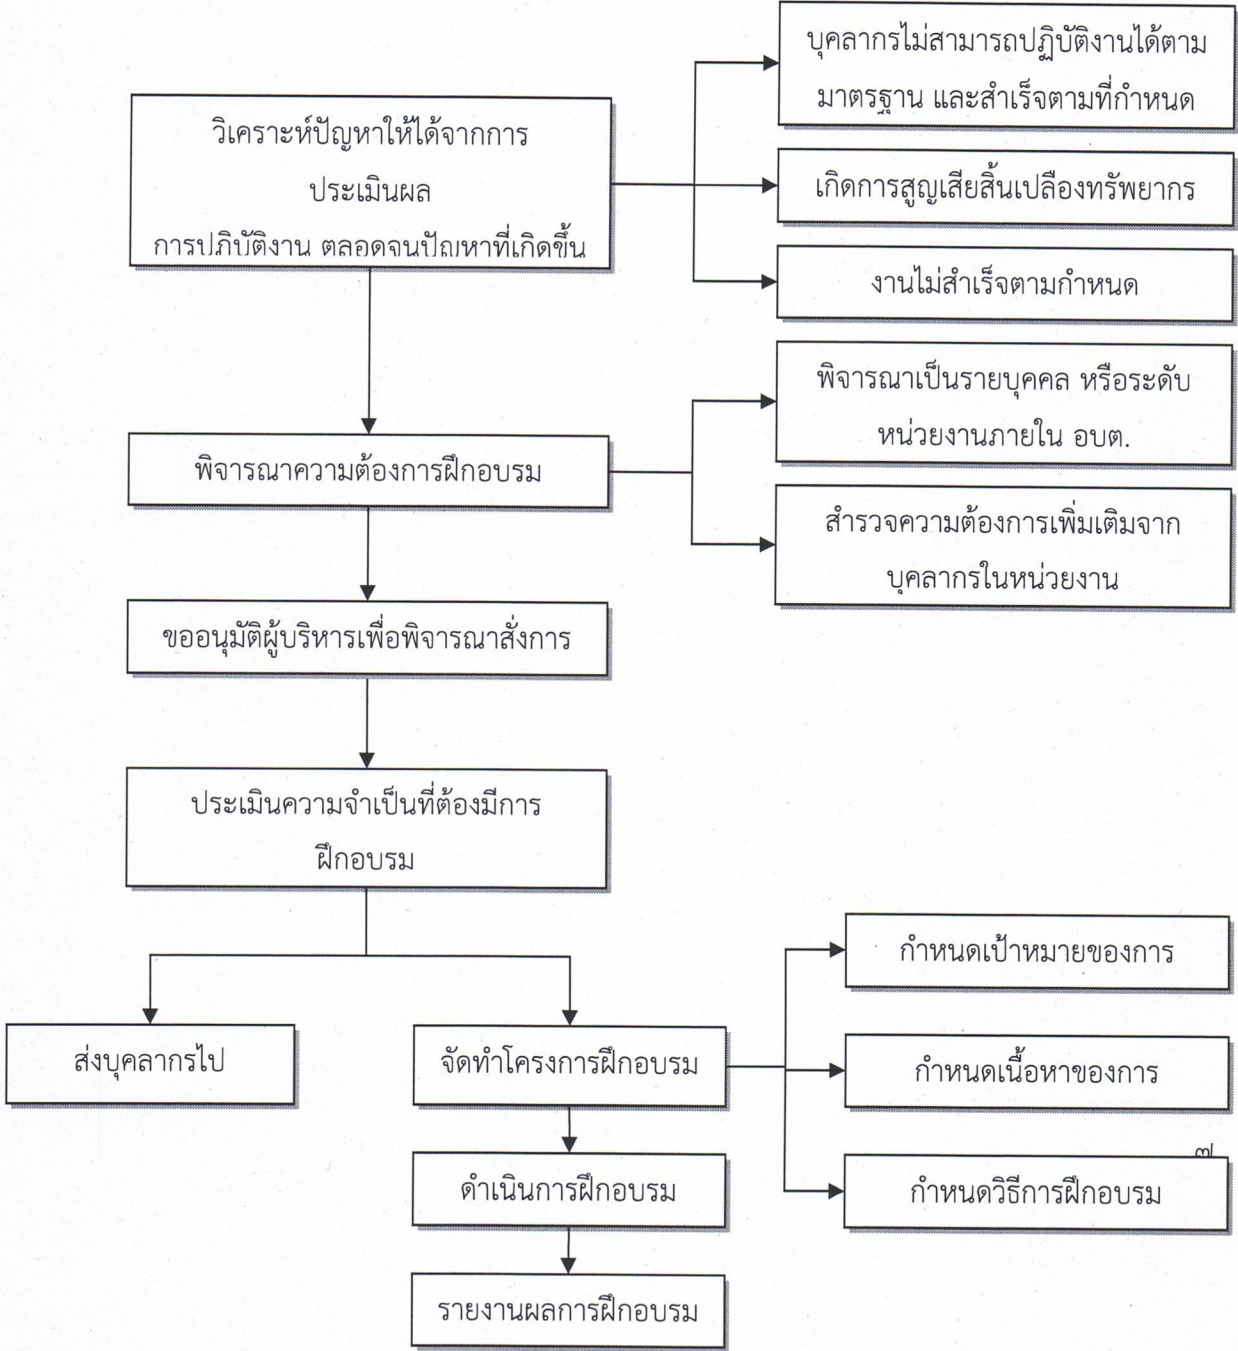 วิเคราะห์ปัญหาให้ได้จากการ
ประเมินผล
การปฏิบัติงาน ตลอดจนปัญหาที่เกิดขึ้น
บุคลากรไม่สามารถปฏิบัติงานได้ตาม
มาตรฐาน และสำเร็จตามที่กำหนด
เกิดการสูญเสียสิ้นเปลืองทรัพยากร
งานไม่สำเร็จตามกำหนด
พิจารณาความต้องการฝึกอบรม
พิจารณาเป็นรายบุคคล หรือระดับ
หน่วยงานภายใน อบต.
สำรวจความต้องการเพิ่มเติมจาก
บุคลากรในหน่วยงาน
ขออนุมัติผู้บริหารเพื่อพิจารณาสั่งการ
ประเมินความจำเป็นที่ต้องมีการ
ฝึกอบรม
ส่งบุคลากรไป
จัดทำโครงการฝึกอบรม
กำหนดเป้าหมายของการ
กำหนดเนื้อหาของการ
๗
กำหนดวิธีการฝึกอบรม
ดำเนินการฝึกอบรม
รายงานผลการฝึกอบรม